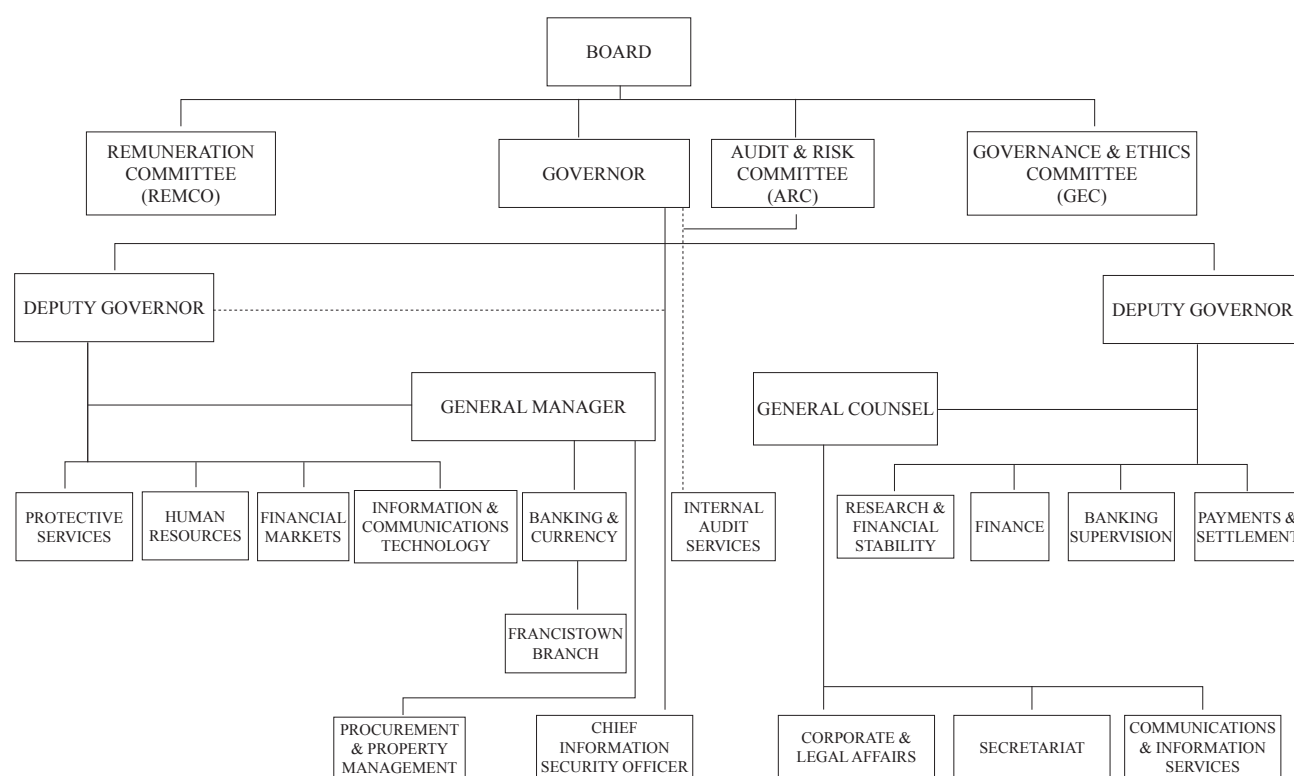 BOARD
REMUNERATION
COMMITTEE
(REMCO)
GOVERNOR
AUDIT & RISK
COMMITTEE
(ARC)
GOVERNANCE & ETHICS
COMMITTEE
(GEC)
DEPUTY GOVERNOR
DEPUTY GOVERNOR
GENERAL MANAGER
GENERAL COUNSEL
PROTECTIVE
SERVICES
HUMAN
RESOURCES
FINANCIAL
MARKETS
INFORMATION &
COMMUNICATIONS
TECHNOLOGY
BANKING &
CURRENCY
INTERNAL
AUDIT
SERVICES
RESEARCH &
FINANCIAL
STABILITY
FINANCE
BANKING
SUPERVISION
PAYMENTS &
SETTLEMENT
FRANCISTOWN
BRANCH
PROCUREMENT
& PROPERTY
MANAGEMENT
CHIEF
INFORMATION
SECURITY OFFICER
CORPORATE &
LEGAL AFFAIRS
SECRETARIAT
COMMUNICATIONS
& INFORMATION
SERVICES